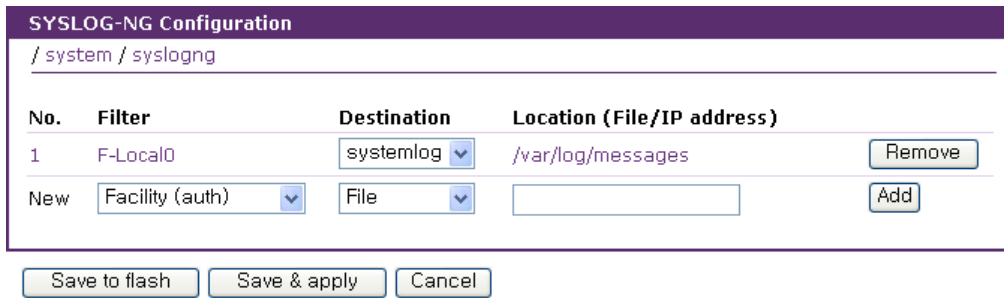 SYSLOG-NG Configuration
/ system / syslogng
No. Filter Destination Location (File/IP address)
1 F-Local0 systemlog /var/log/messages Remove
New Facility (auth) File Add
Save to flash Save & apply Cancel